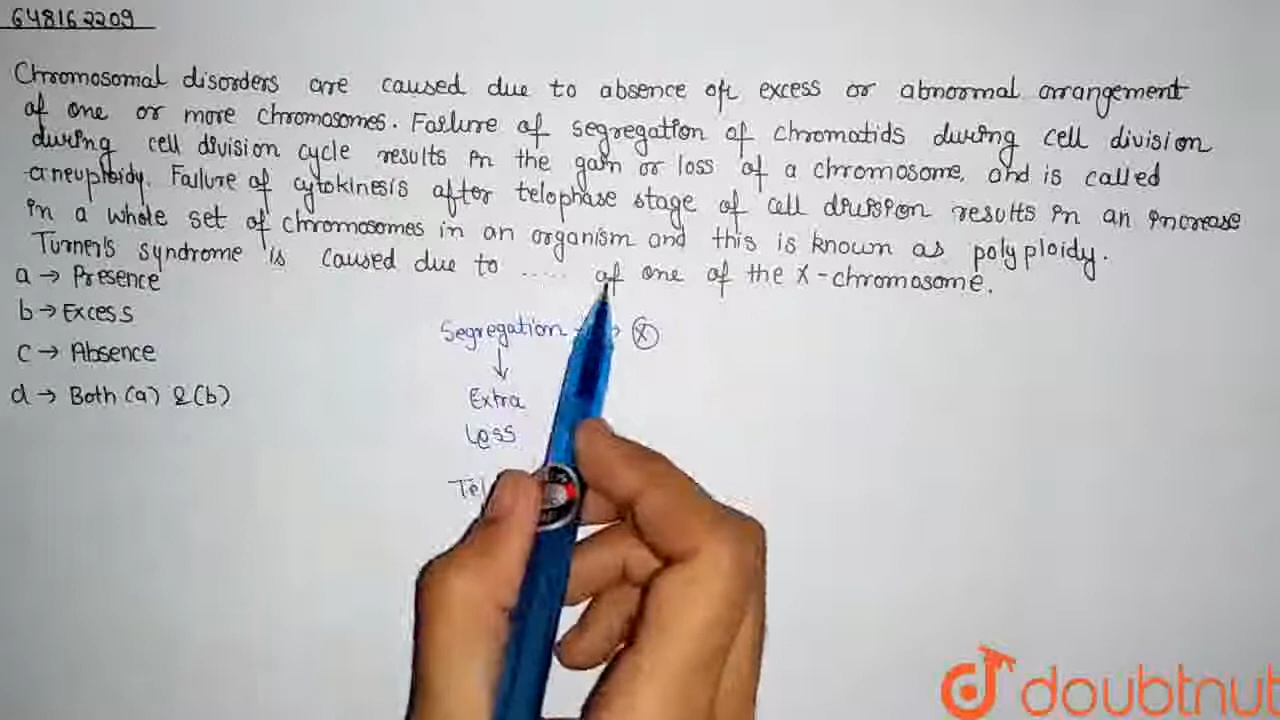 64816 2209
Chromosomal disorders are caused due to absence or excess or abnormal arrangement
of one or more chromosomes. Failure of segregation of chromatids during cell division
during cell division cycle results in the gain or loss of a chromosome, and is called
aneuploidy. Failure of cytokinesis after telophase stage of cell division results in an increase
in a whole set of chromosomes in an organism and this is known as polyploidy.
Turner's syndrome is caused due to ...... of one of the X-chromosome.
a → Presence
b → Excess
c → Absence
d → Both (a) & (b)
Segregation → X
↓
Extra
Loss
doubtnut